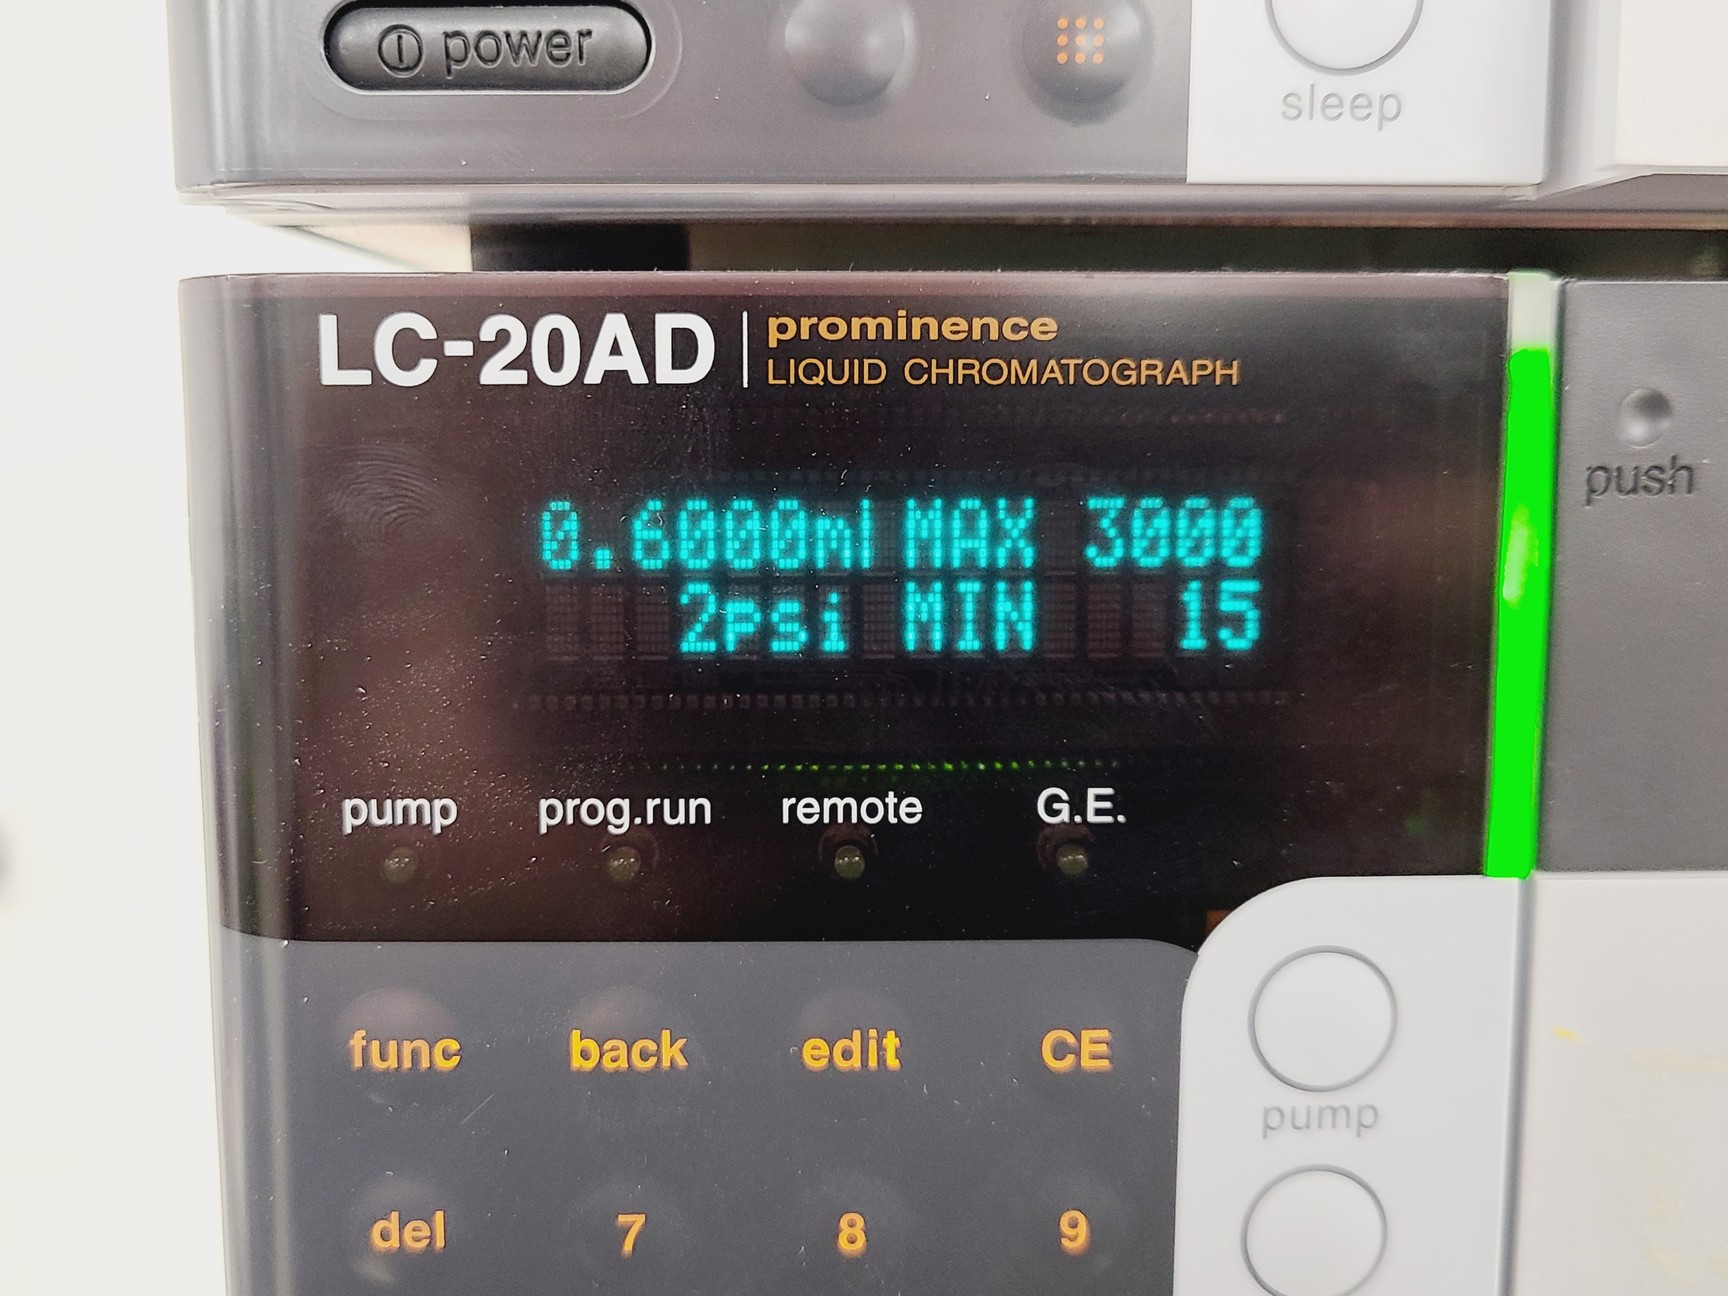 power
sleep
LC-20AD
prominence
LIQUID CHROMATOGRAPH
0.6000ml MAX 3000
2psi MIN 15
push
pump prog.run remote G.E.
func back edit CE
pump
del 7 8 9